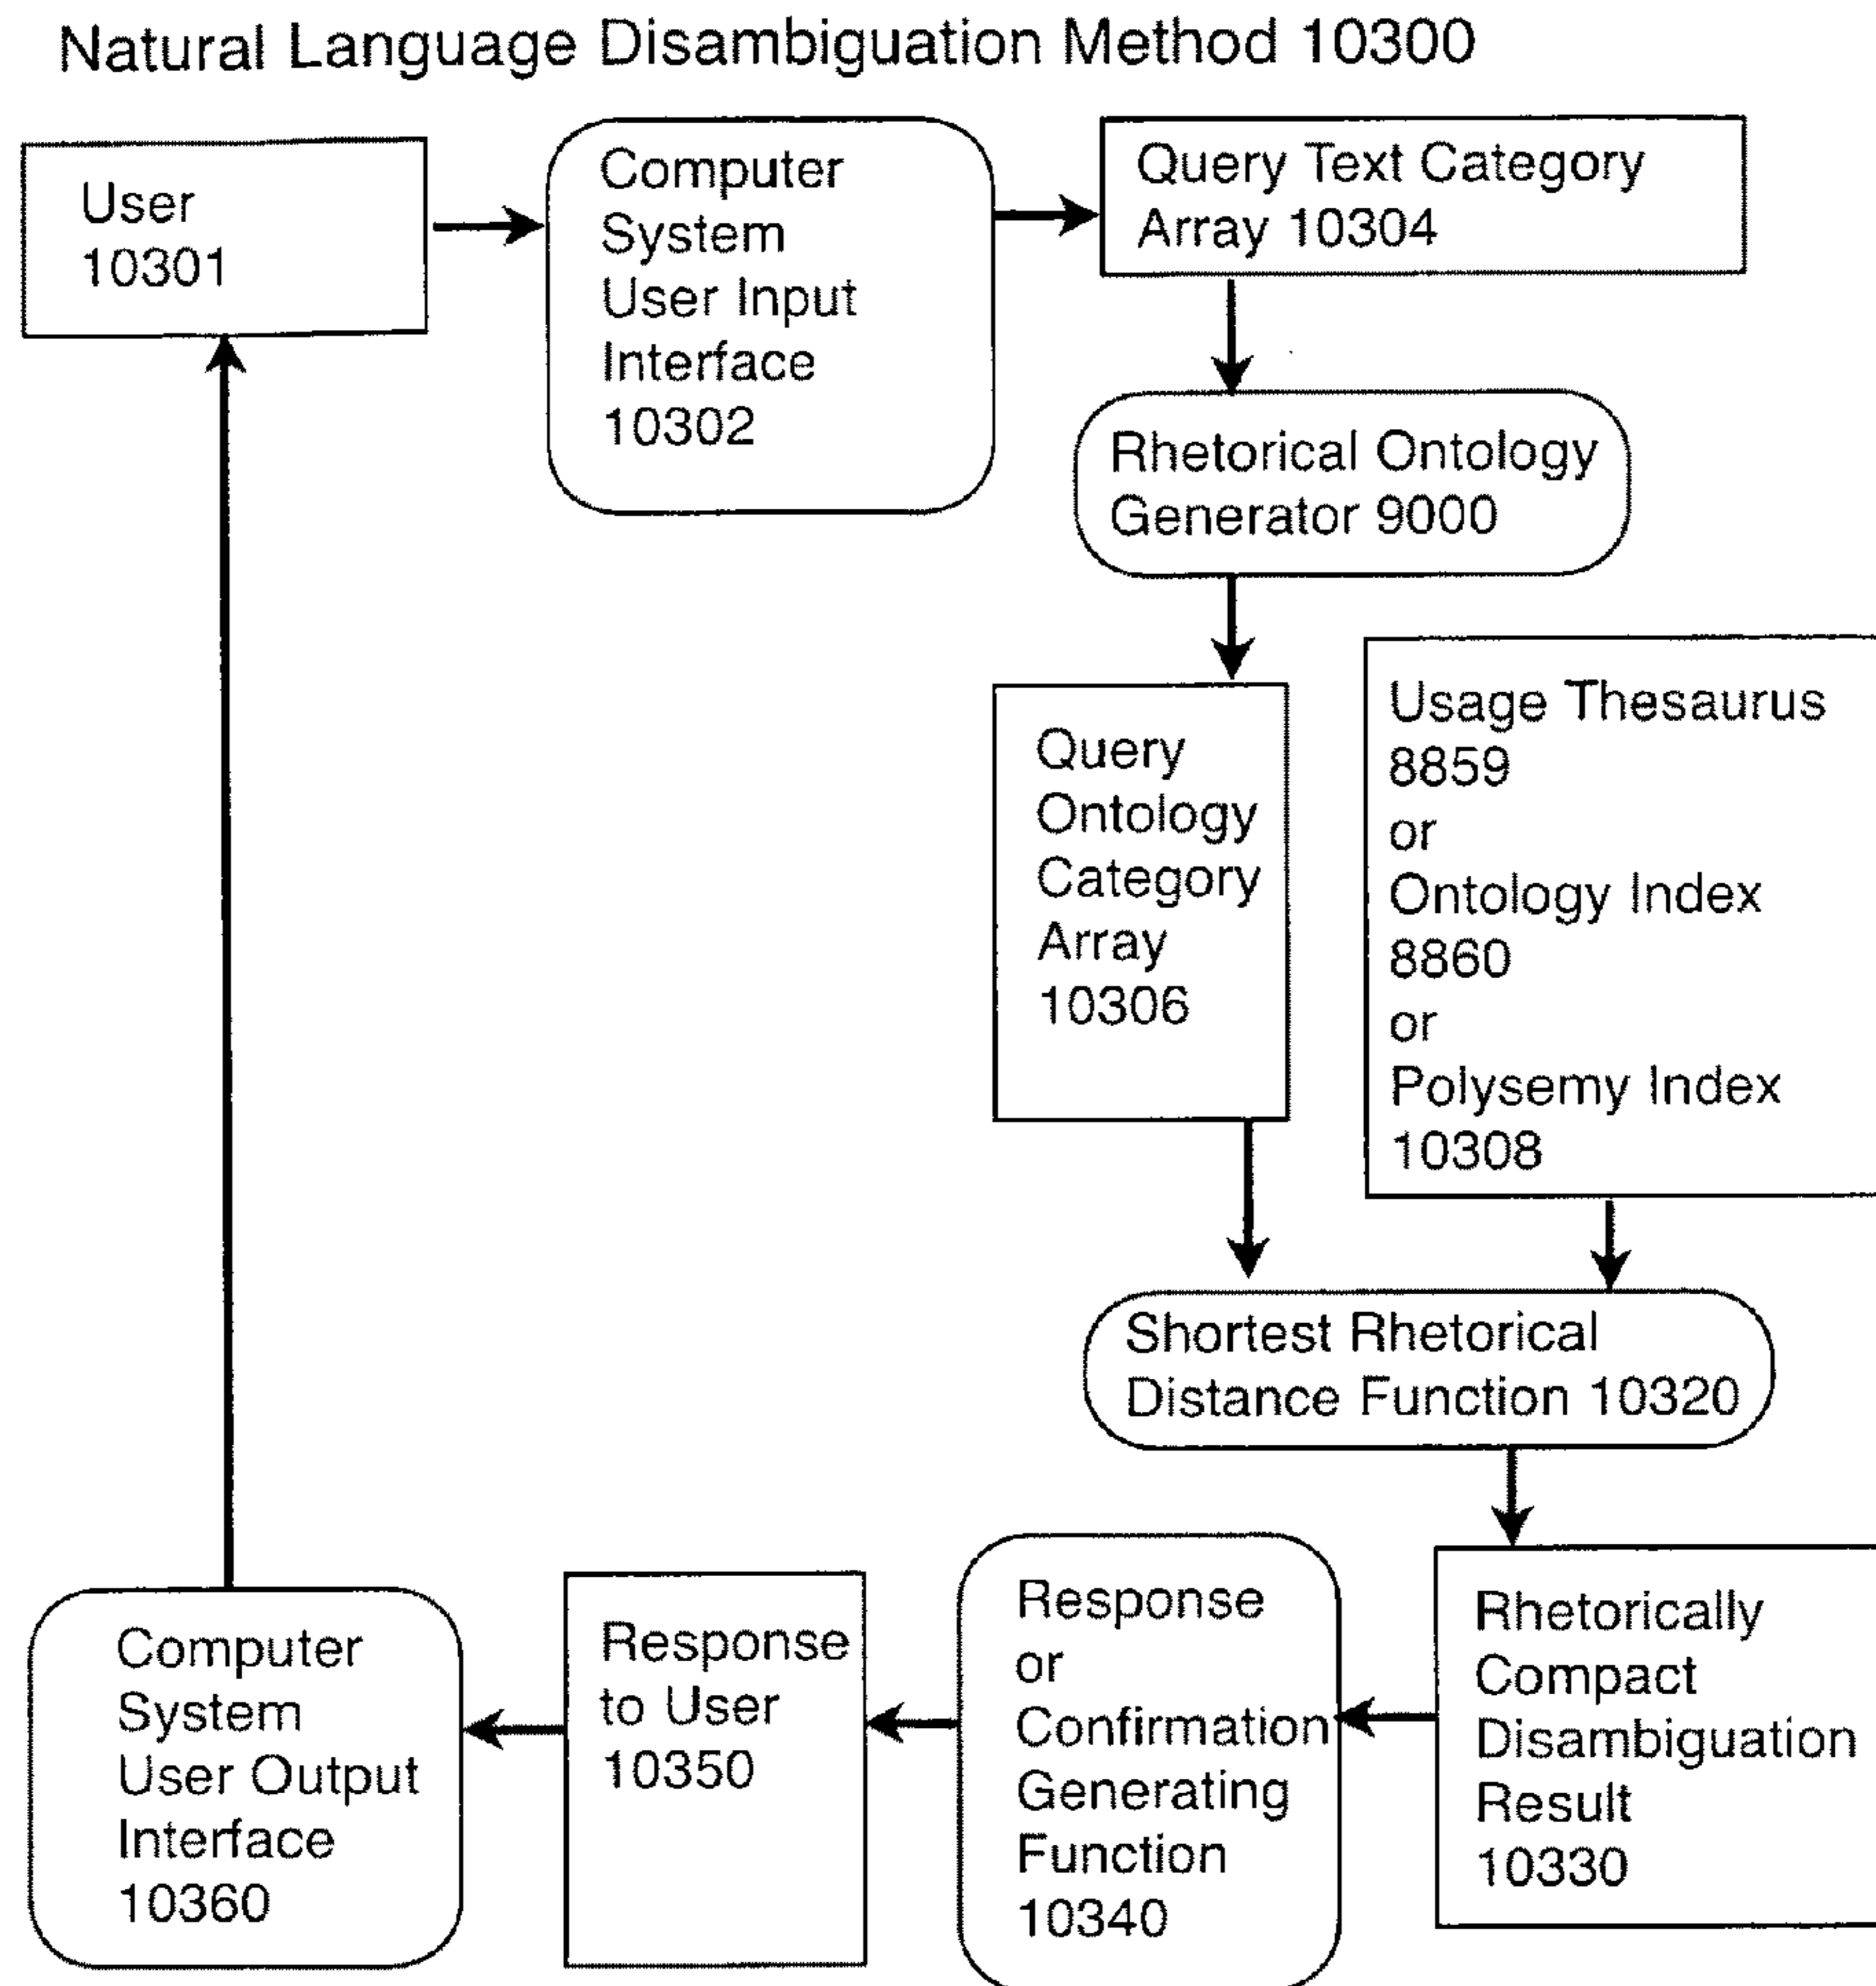 Natural Language Disambiguation Method 10300
User
10301
Computer
System
User Input
Interface
10302
Query Text Category
Array 10304
Rhetorical Ontology
Generator 9000
Query
Ontology
Category
Array
10306
Usage Thesaurus
8859
or
Ontology Index
8860
or
Polysemy Index
10308
Shortest Rhetorical
Distance Function 10320
Rhetorically
Compact
Disambiguation
Result
10330
Response
or
Confirmation
Generating
Function
10340
Response
to User
10350
Computer
System
User Output
Interface
10360